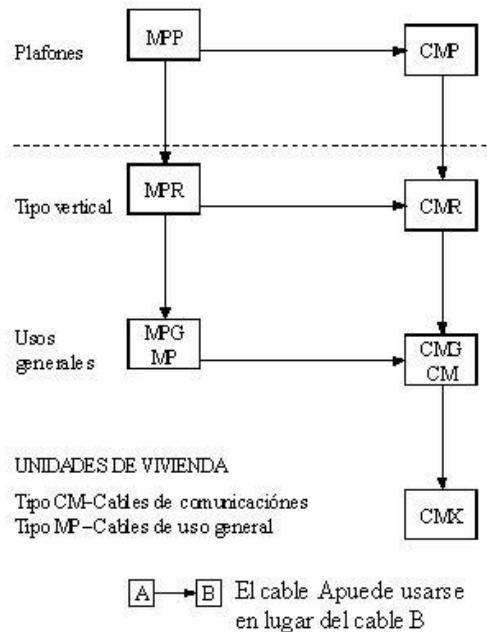 Plafones
MPP
CMP
Tipo vertical
MPR
CMR
Usos
generales
MPG
MP
CMG
CM
UNIDADES DE VIVIENDA
Tipo CM-Cables de comunicaciónes
Tipo MP-Cables de uso general
CMX
A
B
El cable A puede usarse
en lugar del cable B